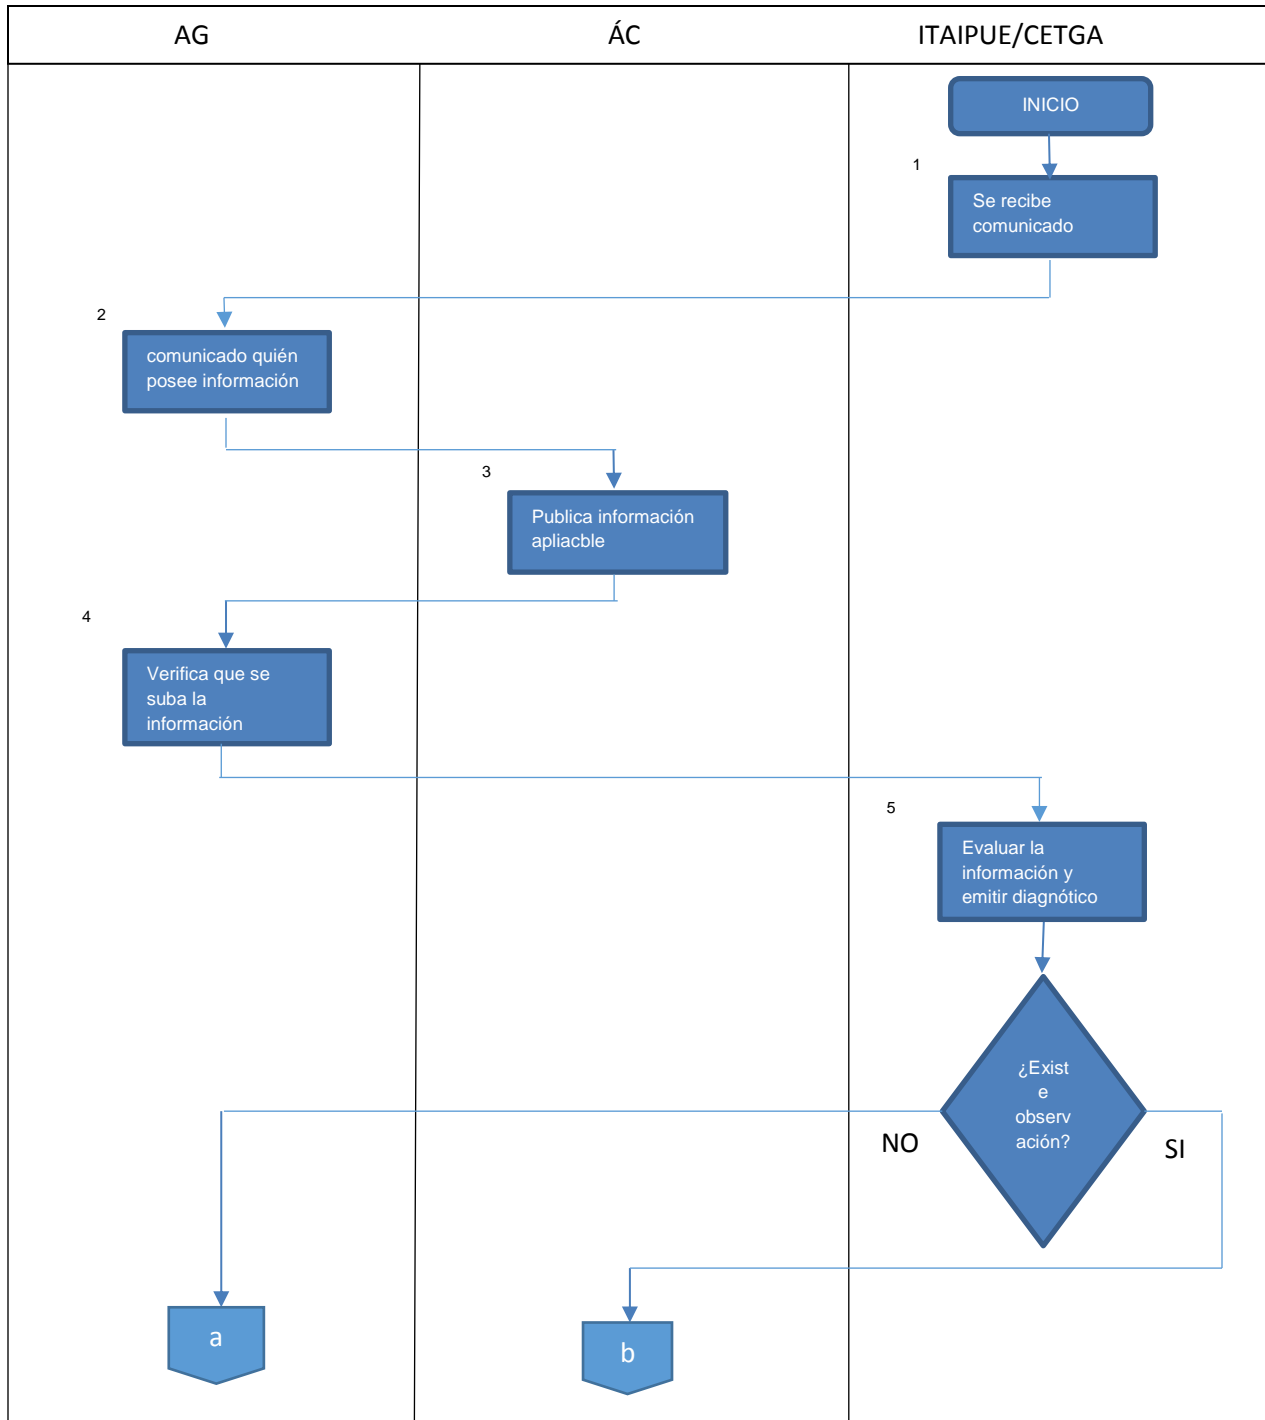 AG
ÁC
ITAIPUE/CETGA
INICIO
1
Se recibe
comunicado
2
comunicado quién
posee información
3
Publica información
apliacble
4
Verifica que se
suba la
información
5
Evaluar la
información y
emitir diagnótico
¿Exist
e
observ
ación?
NO
SI
a
b